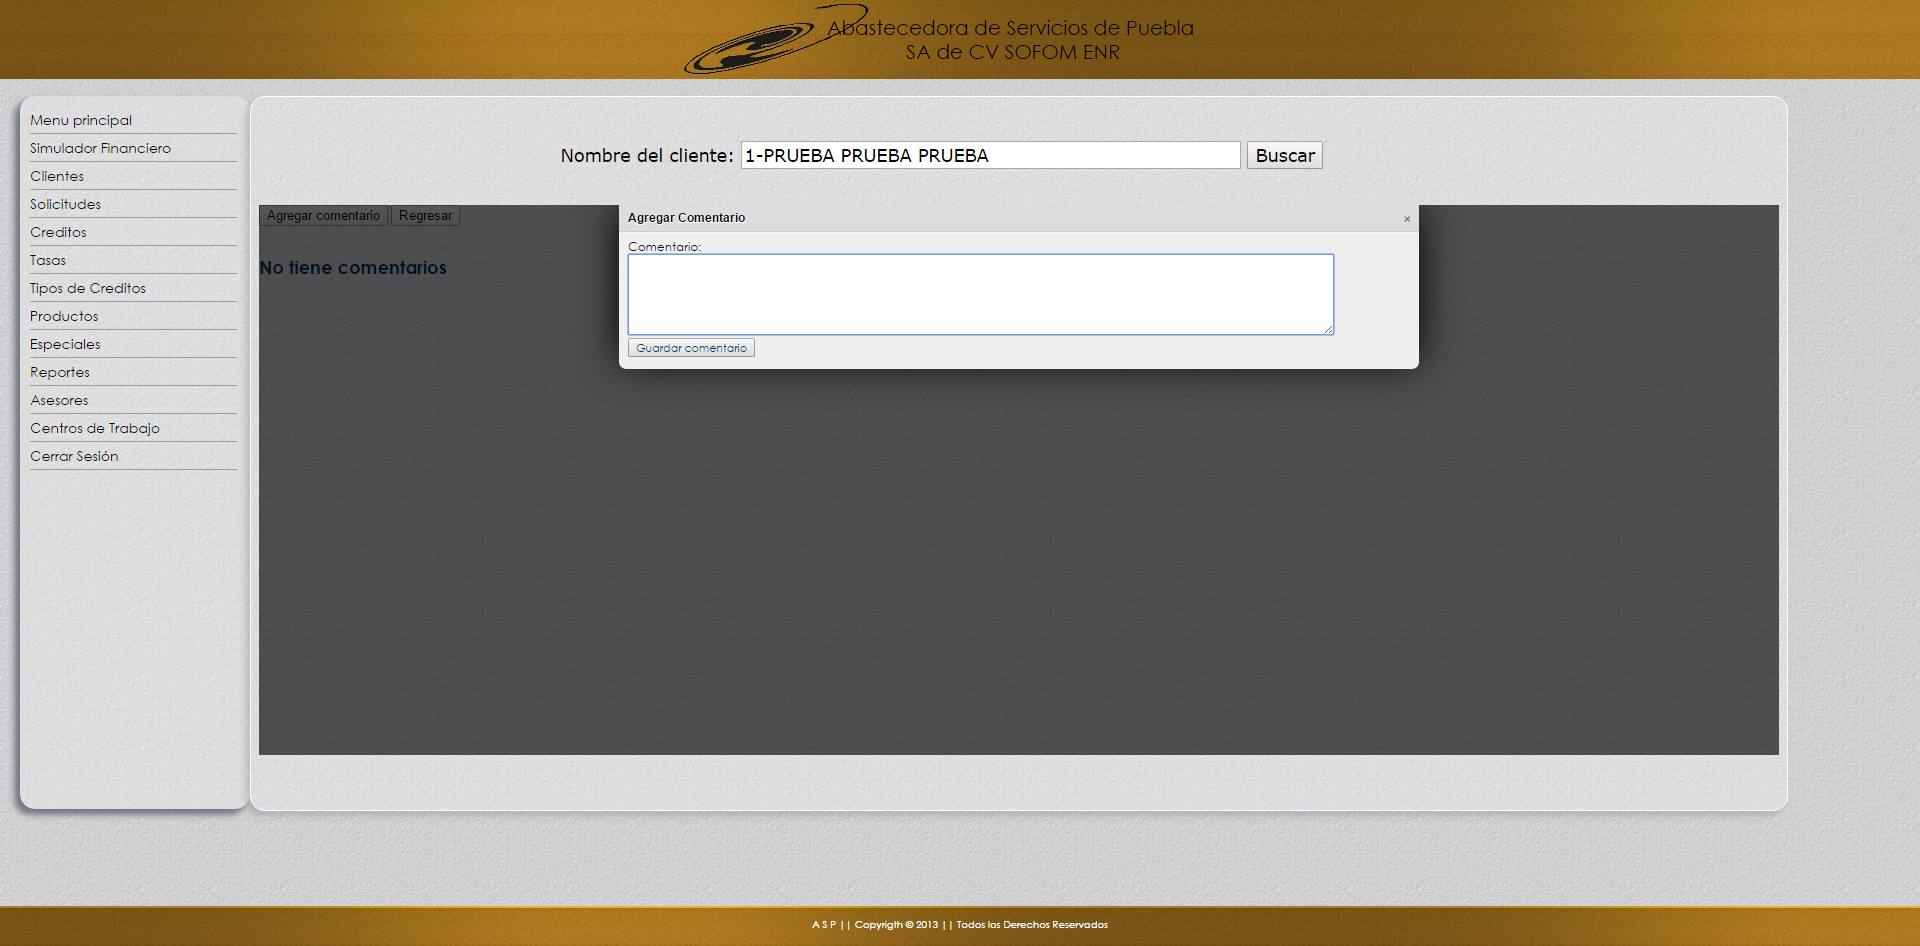 Abastecedora de Servicios de Puebla
SA de CV SOFOM ENR
Menu principal
Simulador Financiero
Clientes
Solicitudes
Creditos
Tasas
Tipos de Creditos
Productos
Especiales
Reportes
Asesores
Centros de Trabajo
Cerrar Sesión
Nombre del cliente: 1-PRUEBA PRUEBA PRUEBA Buscar
Agregar comentario Regresar
No tiene comentarios
Agregar Comentario ×
Comentario:
Guardar comentario
A S P || Copyrigth © 2013 || Todos los Derechos Reservados